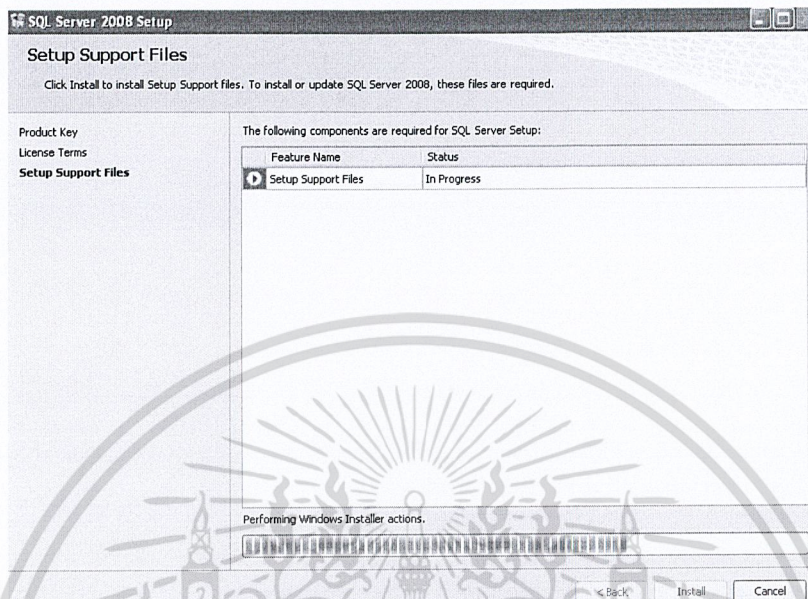 SQL Server 2008 Setup
Setup Support Files
Click Install to install Setup Support files. To install or update SQL Server 2008, these files are required.
Product Key
License Terms
Setup Support Files
The following components are required for SQL Server Setup:
Feature Name Status
Setup Support Files In Progress
Performing Windows Installer actions.
< Back Install Cancel